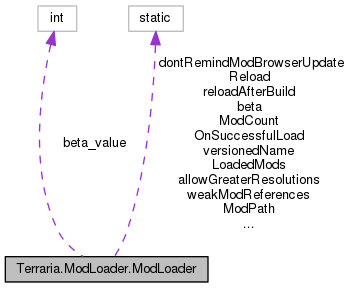 int
static
dontRemindModBrowserUpdate
Reload
reloadAfterBuild
beta
ModCount
OnSuccessfulLoad
versionedName
LoadedMods
allowGreaterResolutions
weakModReferences
ModPath
...
beta_value
Terraria.ModLoader.ModLoader